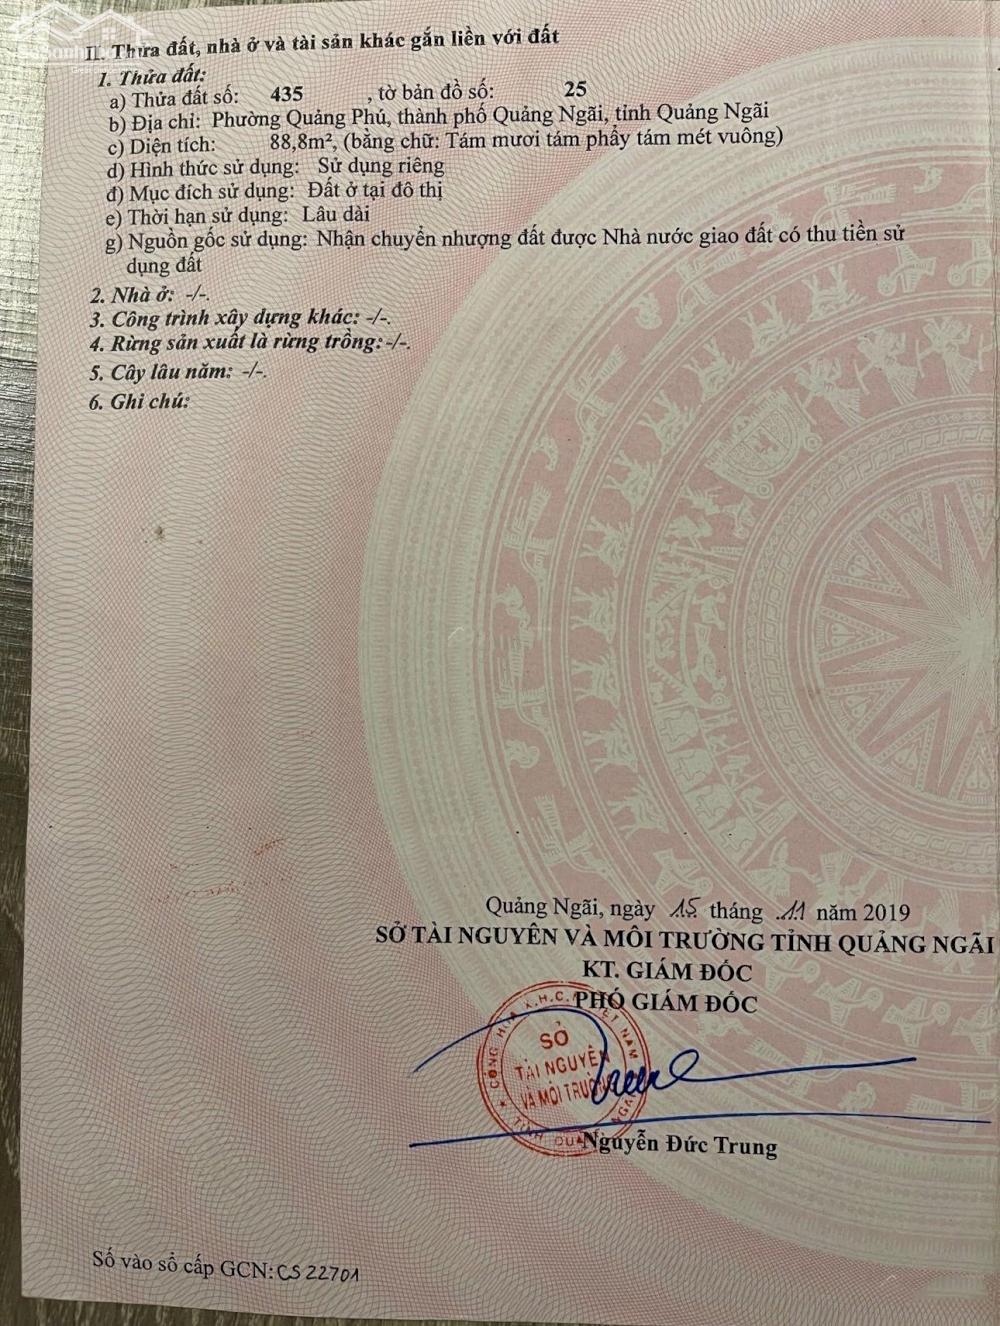 II. Thửa đất, nhà ở và tài sản khác gắn liền với đất
1. Thửa đất:
a) Thửa đất số: 435 , tờ bản đồ số: 25
b) Địa chỉ: Phường Quảng Phú, thành phố Quảng Ngãi, tỉnh Quảng Ngãi
c) Diện tích: 88,8m², (bằng chữ: Tám mươi tám phẩy tám mét vuông)
d) Hình thức sử dụng: Sử dụng riêng
đ) Mục đích sử dụng: Đất ở tại đô thị
e) Thời hạn sử dụng: Lâu dài
g) Nguồn gốc sử dụng: Nhận chuyển nhượng đất được Nhà nước giao đất có thu tiền sử
dụng đất
2. Nhà ở: -/-.
3. Công trình xây dựng khác: -/-.
4. Rừng sản xuất là rừng trồng: -/-.
5. Cây lâu năm: -/-.
6. Ghi chú:
Quảng Ngãi, ngày 15 tháng 11 năm 2019
SỞ TÀI NGUYÊN VÀ MÔI TRƯỜNG TỈNH QUẢNG NGÃI
KT. GIÁM ĐỐC
PHÓ GIÁM ĐỐC
SỞ
TÀI NGUYÊN
VÀ MÔI TRƯỜNG
Nguyễn Đức Trung
Số vào sổ cấp GCN: CS 22701